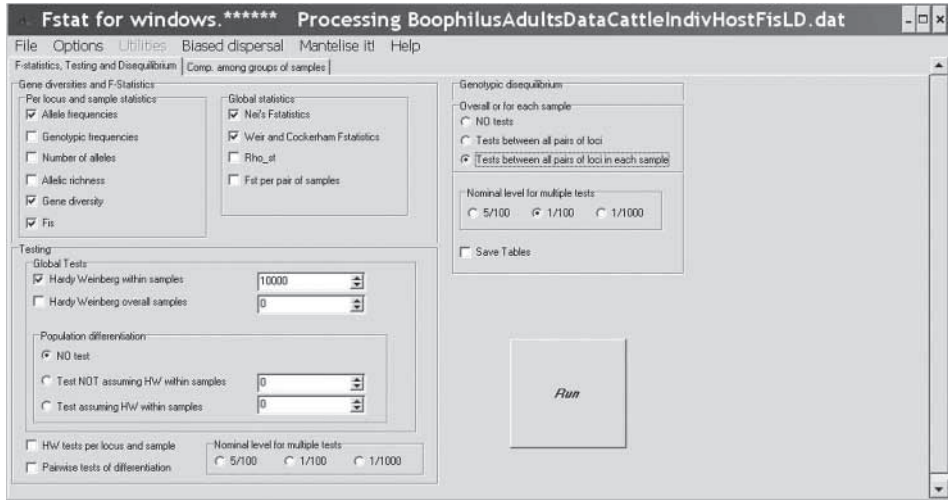 Fstat for windows.****** Processing BoophilusAdultsDataCattleIndivHostFisLD.dat
File Options Utilities Biased dispersal Mantelise it! Help
F-statistics, Testing and Disequilibrium Comp. among groups of samples
Gene diversities and F-Statistics
Per locus and sample statistics
Allele frequencies
Genotypic frequencies
Number of alleles
Allelic richness
Gene diversity
Fis
Global statistics
Nei's Fstatistics
Weir and Cockerham Fstatistics
Rho_st
Fst per pair of samples
Genotypic disequilibrium
Overall or for each sample
NO tests
Tests between all pairs of loci
Tests between all pairs of loci in each sample
Nominal level for multiple tests
5/100 1/100 1/1000
Save Tables
Testing
Global Tests
Hardy Weinberg within samples 10000
Hardy Weinberg overall samples 0
Population differentiation
NO test
Test NOT assuming HW within samples 0
Test assuming HW within samples 0
HW tests per locus and sample
Pairwise tests of differentiation
Nominal level for multiple tests
5/100 1/100 1/1000
Run